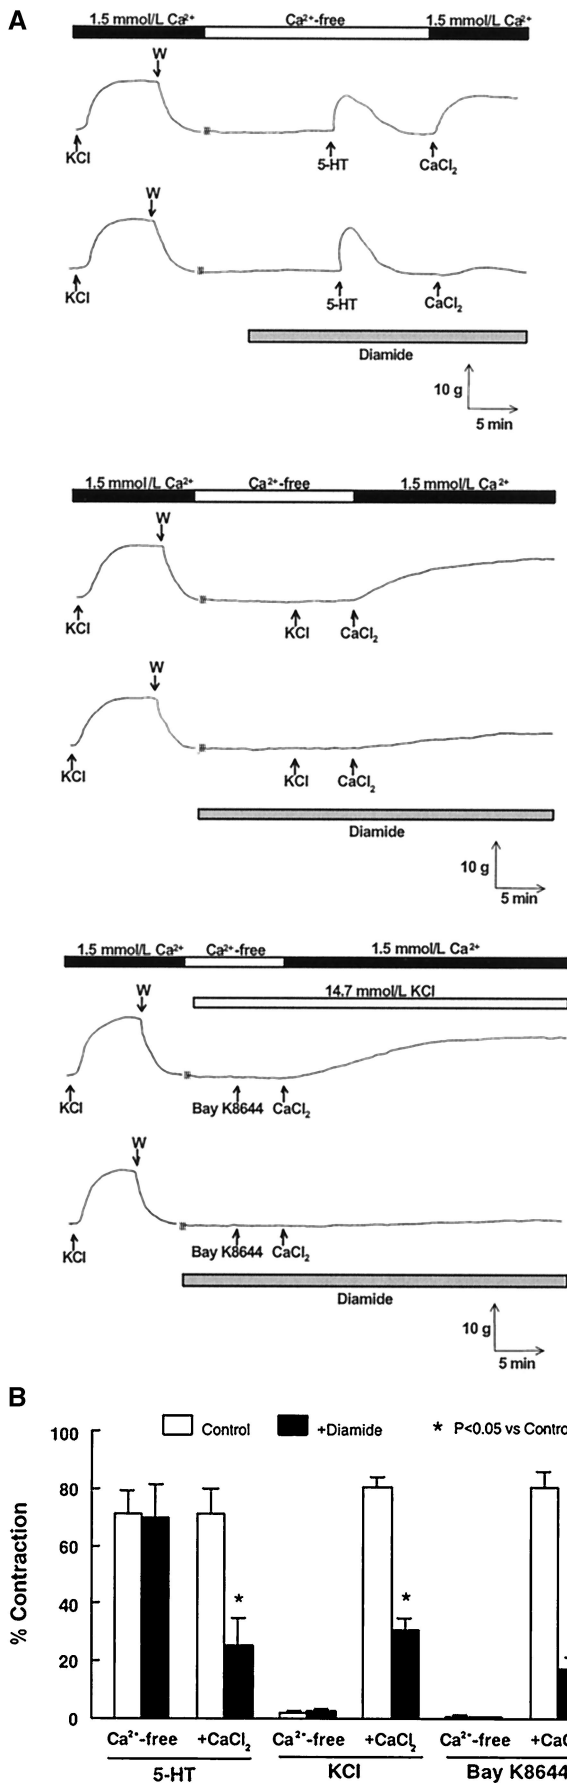 A
1.5 mmol/L Ca²⁺ Ca²⁺-free 1.5 mmol/L Ca²⁺
W
KCl 5-HT CaCl₂
W
KCl 5-HT CaCl₂
Diamide
10 g
5 min
1.5 mmol/L Ca²⁺ Ca²⁺-free 1.5 mmol/L Ca²⁺
W
KCl KCl CaCl₂
W
KCl KCl CaCl₂
Diamide
10 g
5 min
1.5 mmol/L Ca²⁺ Ca²⁺-free 1.5 mmol/L Ca²⁺
14.7 mmol/L KCl
W
KCl Bay K8644 CaCl₂
W
KCl Bay K8644 CaCl₂
Diamide
10 g
5 min
B
Control +Diamide * P<0.05 vs Contro
% Contraction
100
80
60
40
20
0
* *
Ca²⁺-free +CaCl₂ Ca²⁺-free +CaCl₂ Ca²⁺-free +CaC
5-HT KCl Bay K8644